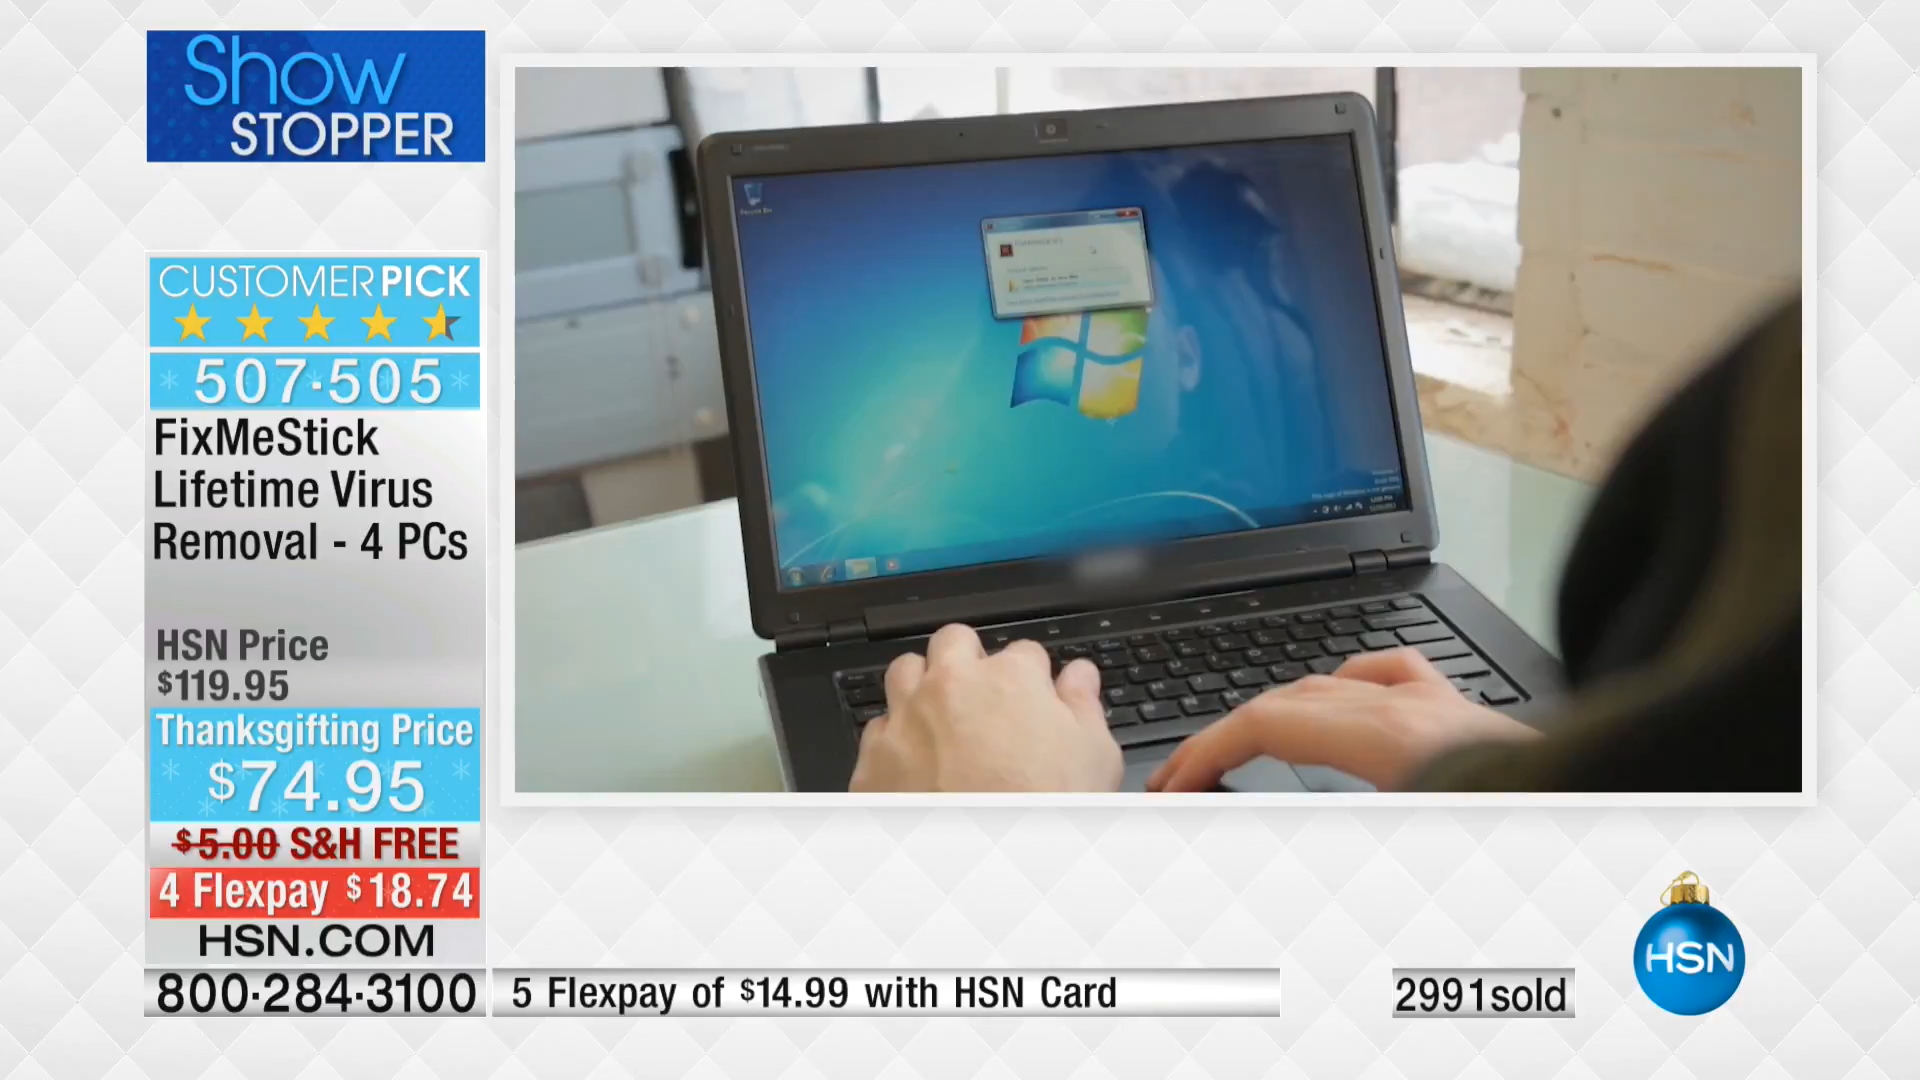 Show
STOPPER
CUSTOMER PICK
507·505
FixMeStick
Lifetime Virus
Removal - 4 PCs
HSN Price
$119.95
Thanksgifting Price
$74.95
$5.00 S&H FREE
4 Flexpay $18.74
HSN.COM
800·284·3100
5 Flexpay of $14.99 with HSN Card
2991sold
HSN
Recycle Bin